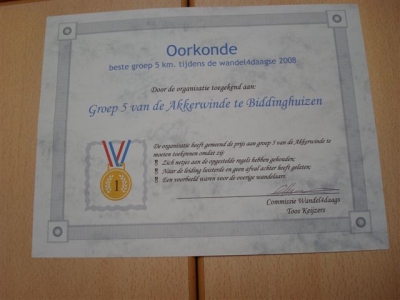 Oorkonde
beste groep 5 km. tijdens de wandel4daagse 2008
Door de organisatie toegekend aan:
Groep 5 van de Akkerwinde te Biddinghuizen
De organisatie heeft gemeend de prijs aan groep 5 van de Akkerwinde te
moeten toekennen omdat zij:
Zich netjes aan de opgestelde regels hebben gehouden;
Naar de leiding luisterde en geen afval achter heeft gelaten;
Een voorbeeld waren voor de overige wandelaars.
1
Commissie Wandel4daagse
Toos Keijzers